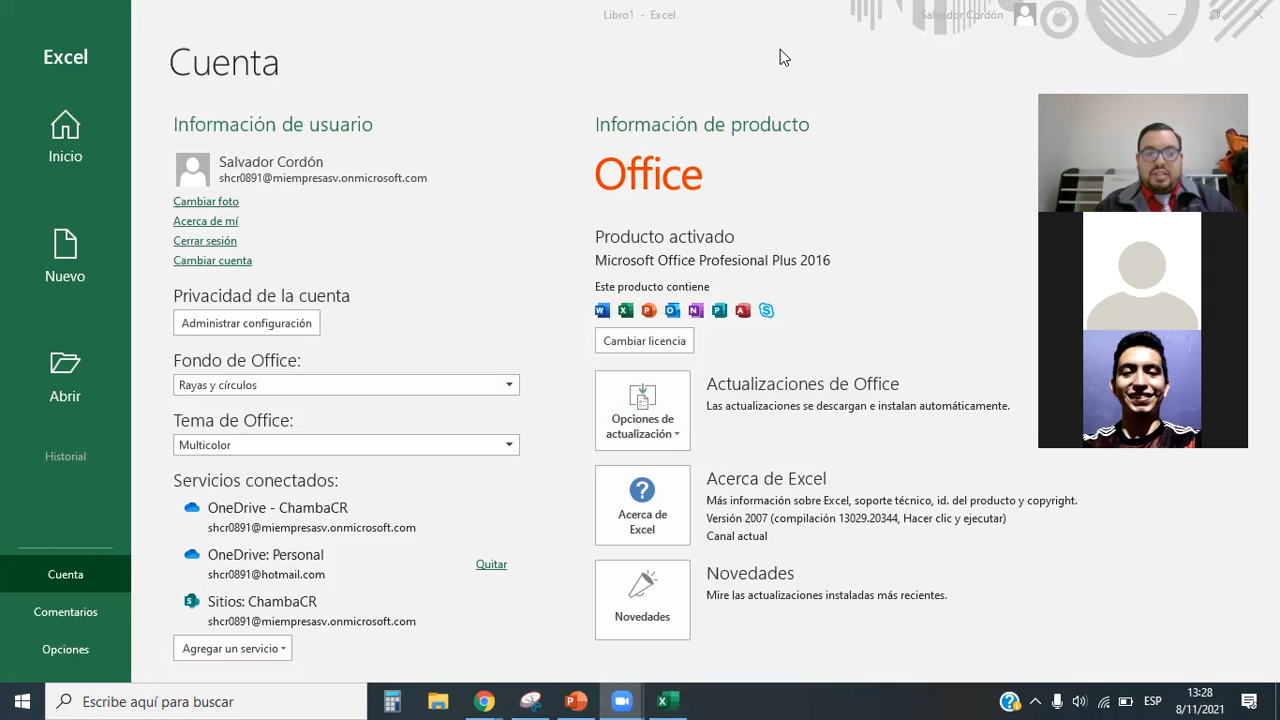 Libro1 - Excel
Salvador Cordón
Excel
Inicio
Nuevo
Abrir
Historial
Cuenta
Comentarios
Opciones
Cuenta
Información de usuario
Salvador Cordón
shcr0891@miempresasv.onmicrosoft.com
Cambiar foto
Acerca de mí
Cerrar sesión
Cambiar cuenta
Privacidad de la cuenta
Administrar configuración
Fondo de Office:
Rayas y círculos
Tema de Office:
Multicolor
Servicios conectados:
OneDrive - ChambaCR
shcr0891@miempresasv.onmicrosoft.com
OneDrive: Personal
shcr0891@hotmail.com
Quitar
Sitios: ChambaCR
shcr0891@miempresasv.onmicrosoft.com
Agregar un servicio
Información de producto
Office
Producto activado
Microsoft Office Profesional Plus 2016
Este producto contiene
Cambiar licencia
Opciones de
actualización
Actualizaciones de Office
Las actualizaciones se descargan e instalan automáticamente.
Acerca de
Excel
Acerca de Excel
Más información sobre Excel, soporte técnico, id. del producto y copyright.
Versión 2007 (compilación 13029.20344, Hacer clic y ejecutar)
Canal actual
Novedades
Novedades
Mire las actualizaciones instaladas más recientes.
Escribe aquí para buscar
ESP
13:28
8/11/2021